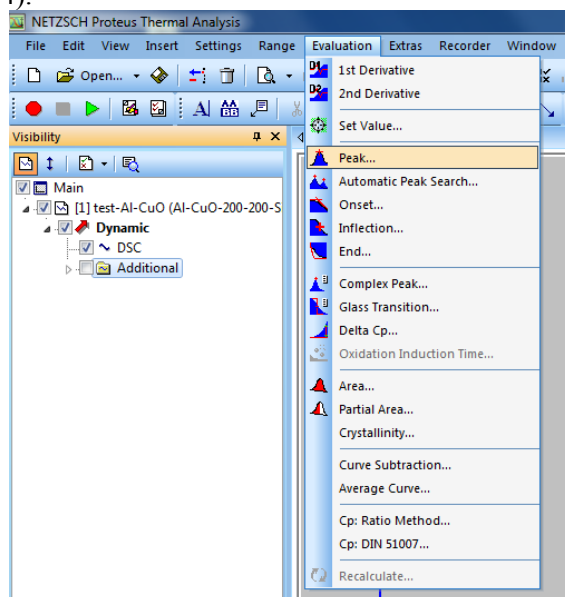 n).
NETZSCH Proteus Thermal Analysis
File Edit View Insert Settings Range Evaluation Extras Recorder Window
Open...
Visibility
Main
[1] test-Al-CuO (Al-CuO-200-200-S
Dynamic
DSC
Additional
D1 1st Derivative
D2 2nd Derivative
Set Value...
Peak...
Automatic Peak Search...
Onset...
Inflection...
End...
Complex Peak...
Glass Transition...
Delta Cp...
Oxidation Induction Time...
Area...
Partial Area...
Crystallinity...
Curve Subtraction...
Average Curve...
Cp: Ratio Method...
Cp: DIN 51007...
Recalculate...